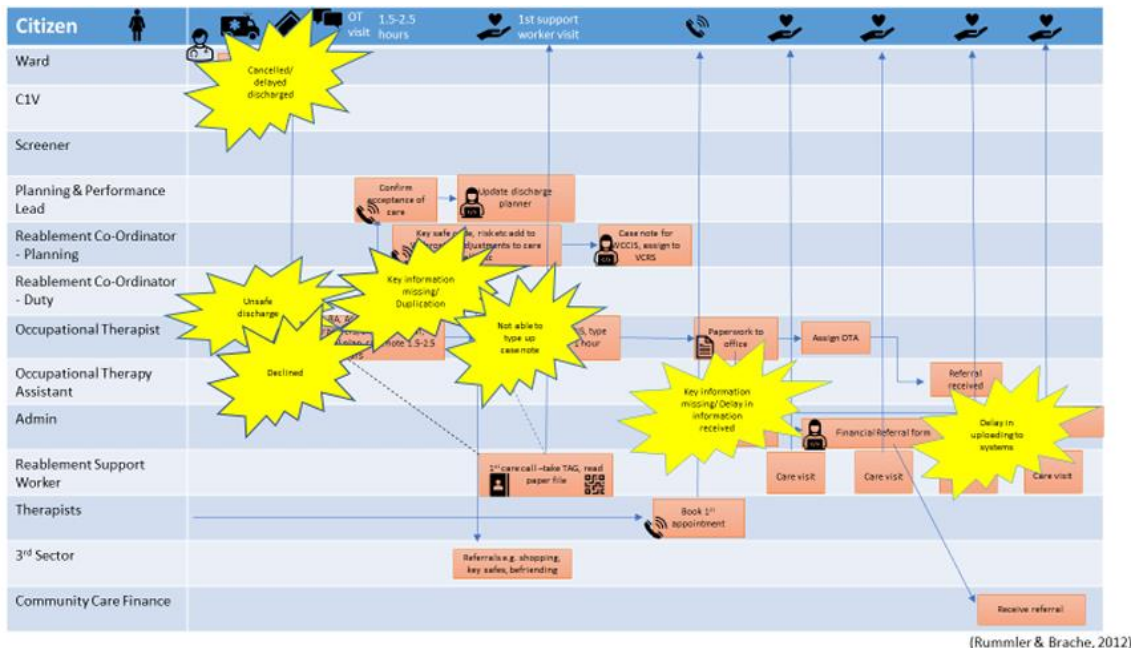 Citizen
OT
visit
1.5-2.5
hours
1st support
worker visit
Ward
Cancelled/
delayed
discharged
C1V
Screener
Planning & Performance
Lead
Confirm
acceptance of
care
Update discharge
planner
Reablement Co-Ordinator
- Planning
Key safe code, risk etc add to
adjustments to care
Case note for
WCCIS, assign to
VCRS
Reablement Co-Ordinator
- Duty
Unsafe
discharge
Key information
missing/
Duplication
Occupational Therapist
note 1.5-2.5
Not able to
type up
case note
type
1 hour
Paperwork to
office
Assign OTA
Occupational Therapy
Assistant
Declined
Referral
received
Key information
missing/ Delay in
information
received
Admin
Financial Referral form
Delay in
uploading to
systems
Reablement Support
Worker
1st care call –take TAG, read
paper file
Care visit
Care visit
Care visit
Therapists
Book 1st
appointment
3rd Sector
Referrals e.g. shopping,
key safes, befriending
Community Care Finance
Receive referral
(Rummler & Brache, 2012)